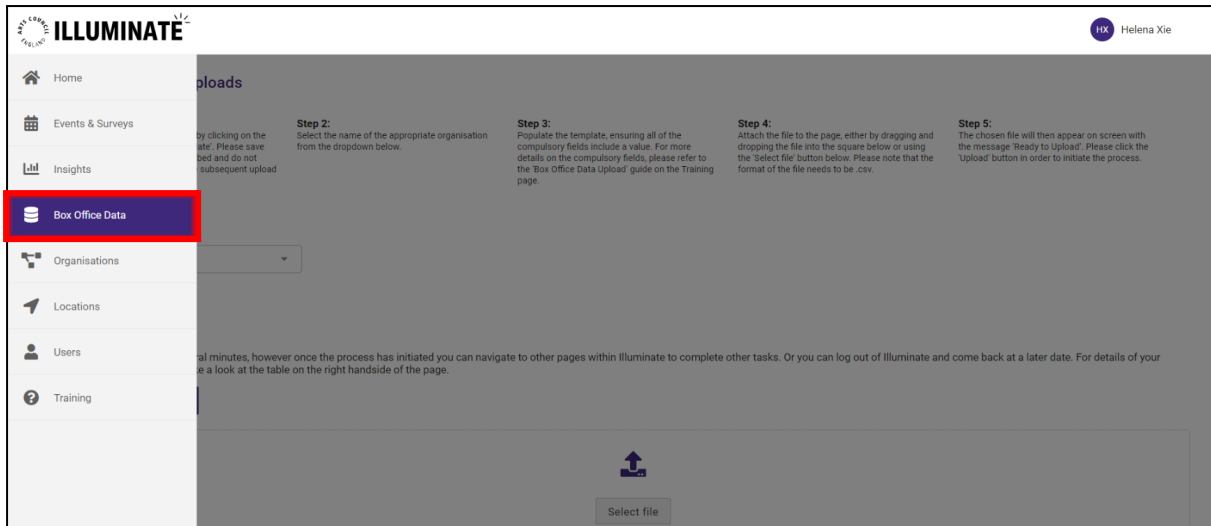 ARTS COUNCIL ENGLAND
ILLUMINATE
HX Helena Xie
Home
Events & Surveys
Insights
Box Office Data
Organisations
Locations
Users
Training
ploads
by clicking on the
ate'. Please save
bed and do not
subsequent upload
Step 2:
Select the name of the appropriate organisation
from the dropdown below.
Step 3:
Populate the template, ensuring all of the
compulsory fields include a value. For more
details on the compulsory fields, please refer to
the 'Box Office Data Upload' guide on the Training
page.
Step 4:
Attach the file to the page, either by dragging and
dropping the file into the square below or using
the 'Select file' button below. Please note that the
format of the file needs to be .csv.
Step 5:
The chosen file will then appear on screen with
the message 'Ready to Upload'. Please click the
'Upload' button in order to initiate the process.
ral minutes, however once the process has initiated you can navigate to other pages within Illuminate to complete other tasks. Or you can log out of Illuminate and come back at a later date. For details of your
ke a look at the table on the right handside of the page.
Select file